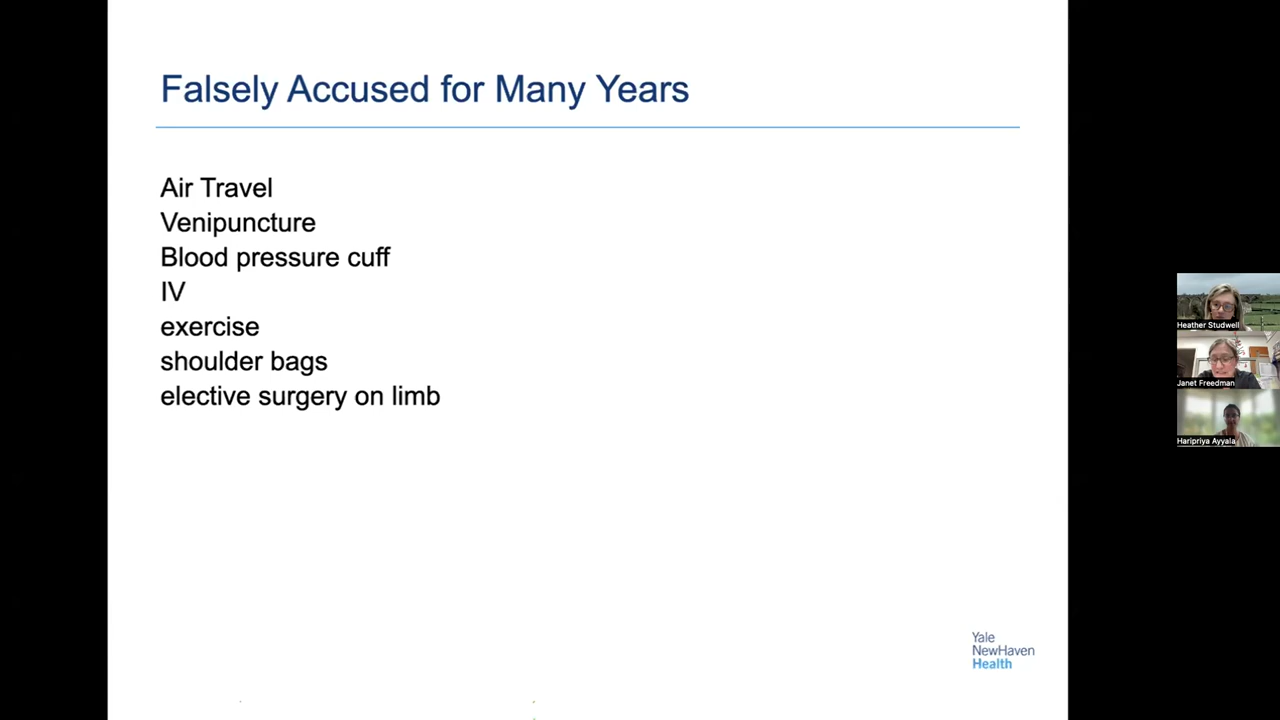 Falsely Accused for Many Years
Air Travel
Venipuncture
Blood pressure cuff
IV
exercise
shoulder bags
elective surgery on limb
Yale
NewHaven
Health
Heather Studwell
Janet Freedman
Haripriya Ayyala